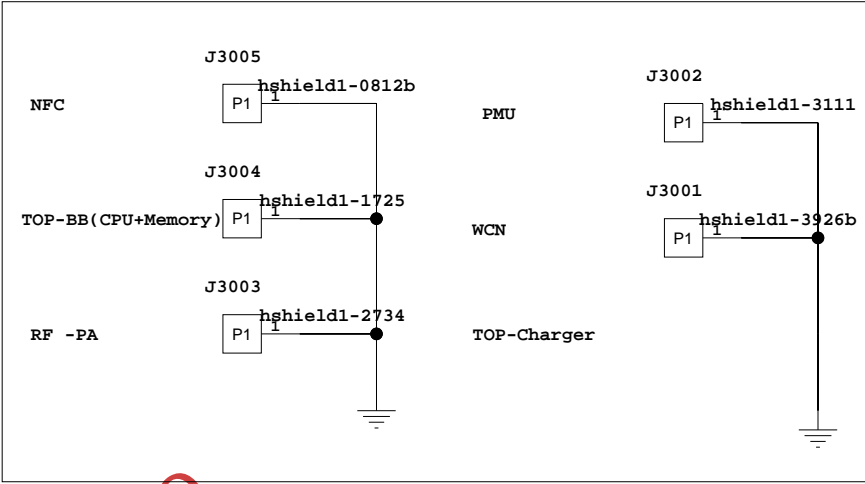 J3005
NFC
P1
1
hshield1-0812b
J3004
TOP-BB(CPU+Memory)
P1
1
hshield1-1725
J3003
RF -PA
P1
1
hshield1-2734
J3002
PMU
P1
1
hshield1-3111
J3001
WCN
P1
1
hshield1-3926b
TOP-Charger